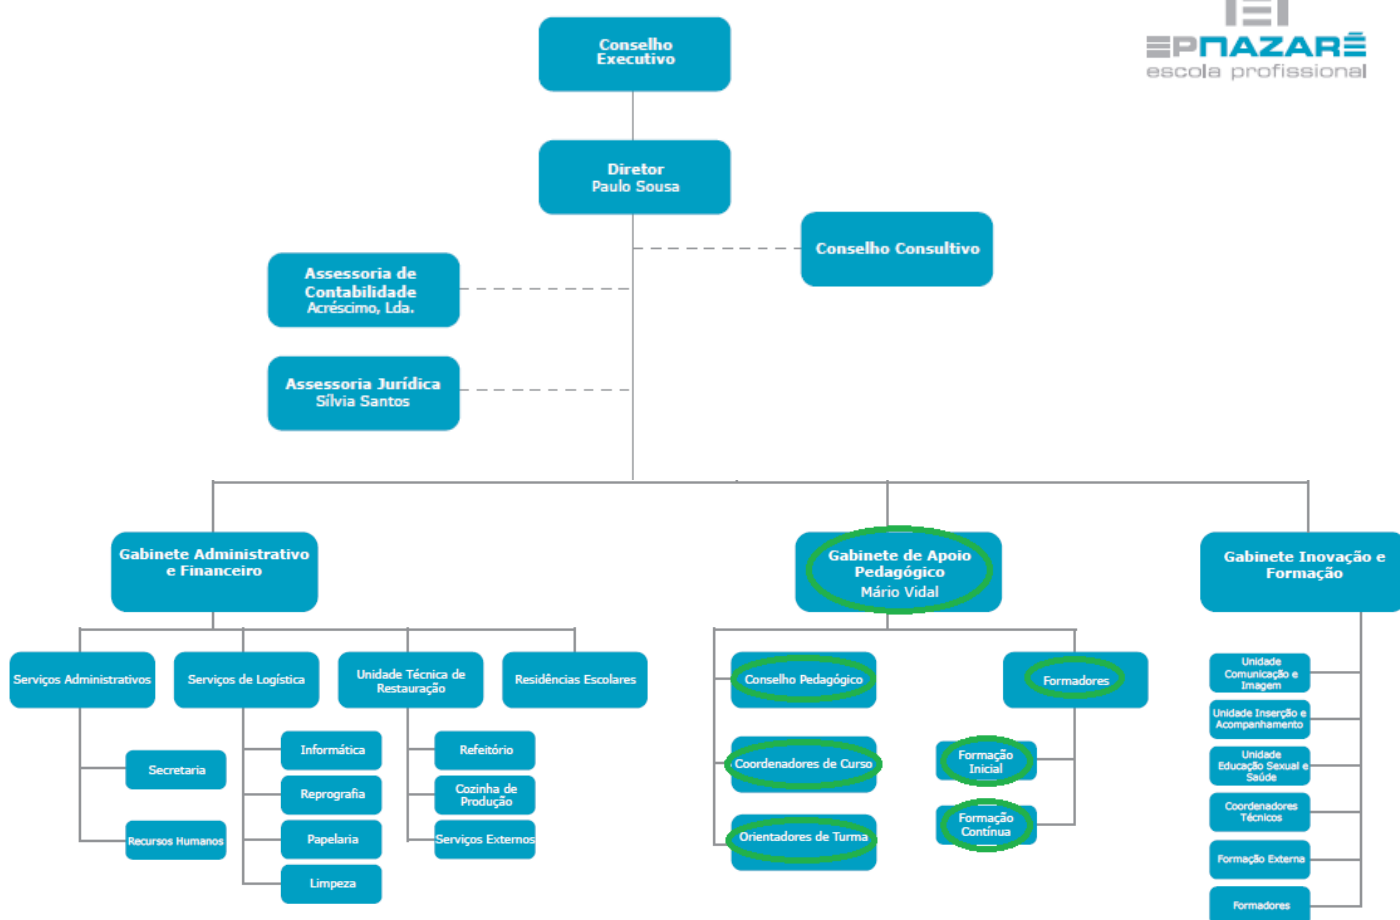 EPNAZARÉ
escola profissional
Conselho
Executivo
Diretor
Paulo Sousa
Conselho Consultivo
Assessoria de
Contabilidade
Acréscimo, Lda.
Assessoria Jurídica
Sílvia Santos
Gabinete Administrativo
e Financeiro
Gabinete de Apoio
Pedagógico
Mário Vidal
Gabinete Inovação e
Formação
Serviços Administrativos
Secretaria
Recursos Humanos
Serviços de Logística
Informática
Reprografia
Papelaria
Limpeza
Unidade Técnica de
Restauração
Refeitório
Cozinha de
Produção
Serviços Externos
Residências Escolares
Conselho Pedagógico
Coordenadores de Curso
Orientadores de Turma
Formadores
Formação
Inicial
Formação
Contínua
Unidade
Comunicação e
Imagem
Unidade Inserção e
Acompanhamento
Unidade
Educação Sexual e
Saúde
Coordenadores
Técnicos
Formação Externa
Formadores